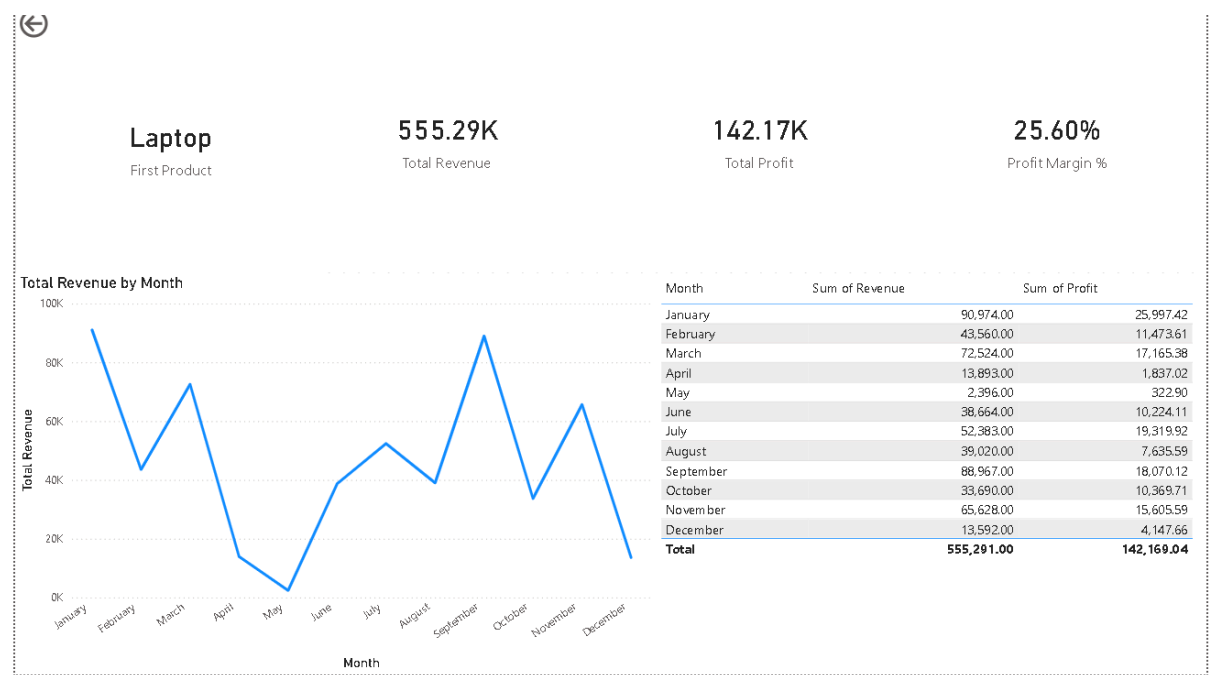 Laptop
First Product
555.29K
Total Revenue
142.17K
Total Profit
25.60%
Profit Margin %
Total Revenue by Month
Total Revenue
100K
80K
60K
40K
20K
0K
January February March April May June July August September October November December
Month
Month Sum of Revenue Sum of Profit
January 90,974.00 25,997.42
February 43,560.00 11,473.61
March 72,524.00 17,165.38
April 13,893.00 1,837.02
May 2,396.00 322.90
June 38,664.00 10,224.11
July 52,383.00 19,319.92
August 39,020.00 7,635.59
September 88,967.00 18,070.12
October 33,690.00 10,369.71
November 65,628.00 15,605.59
December 13,592.00 4,147.66
Total 555,291.00 142,169.04